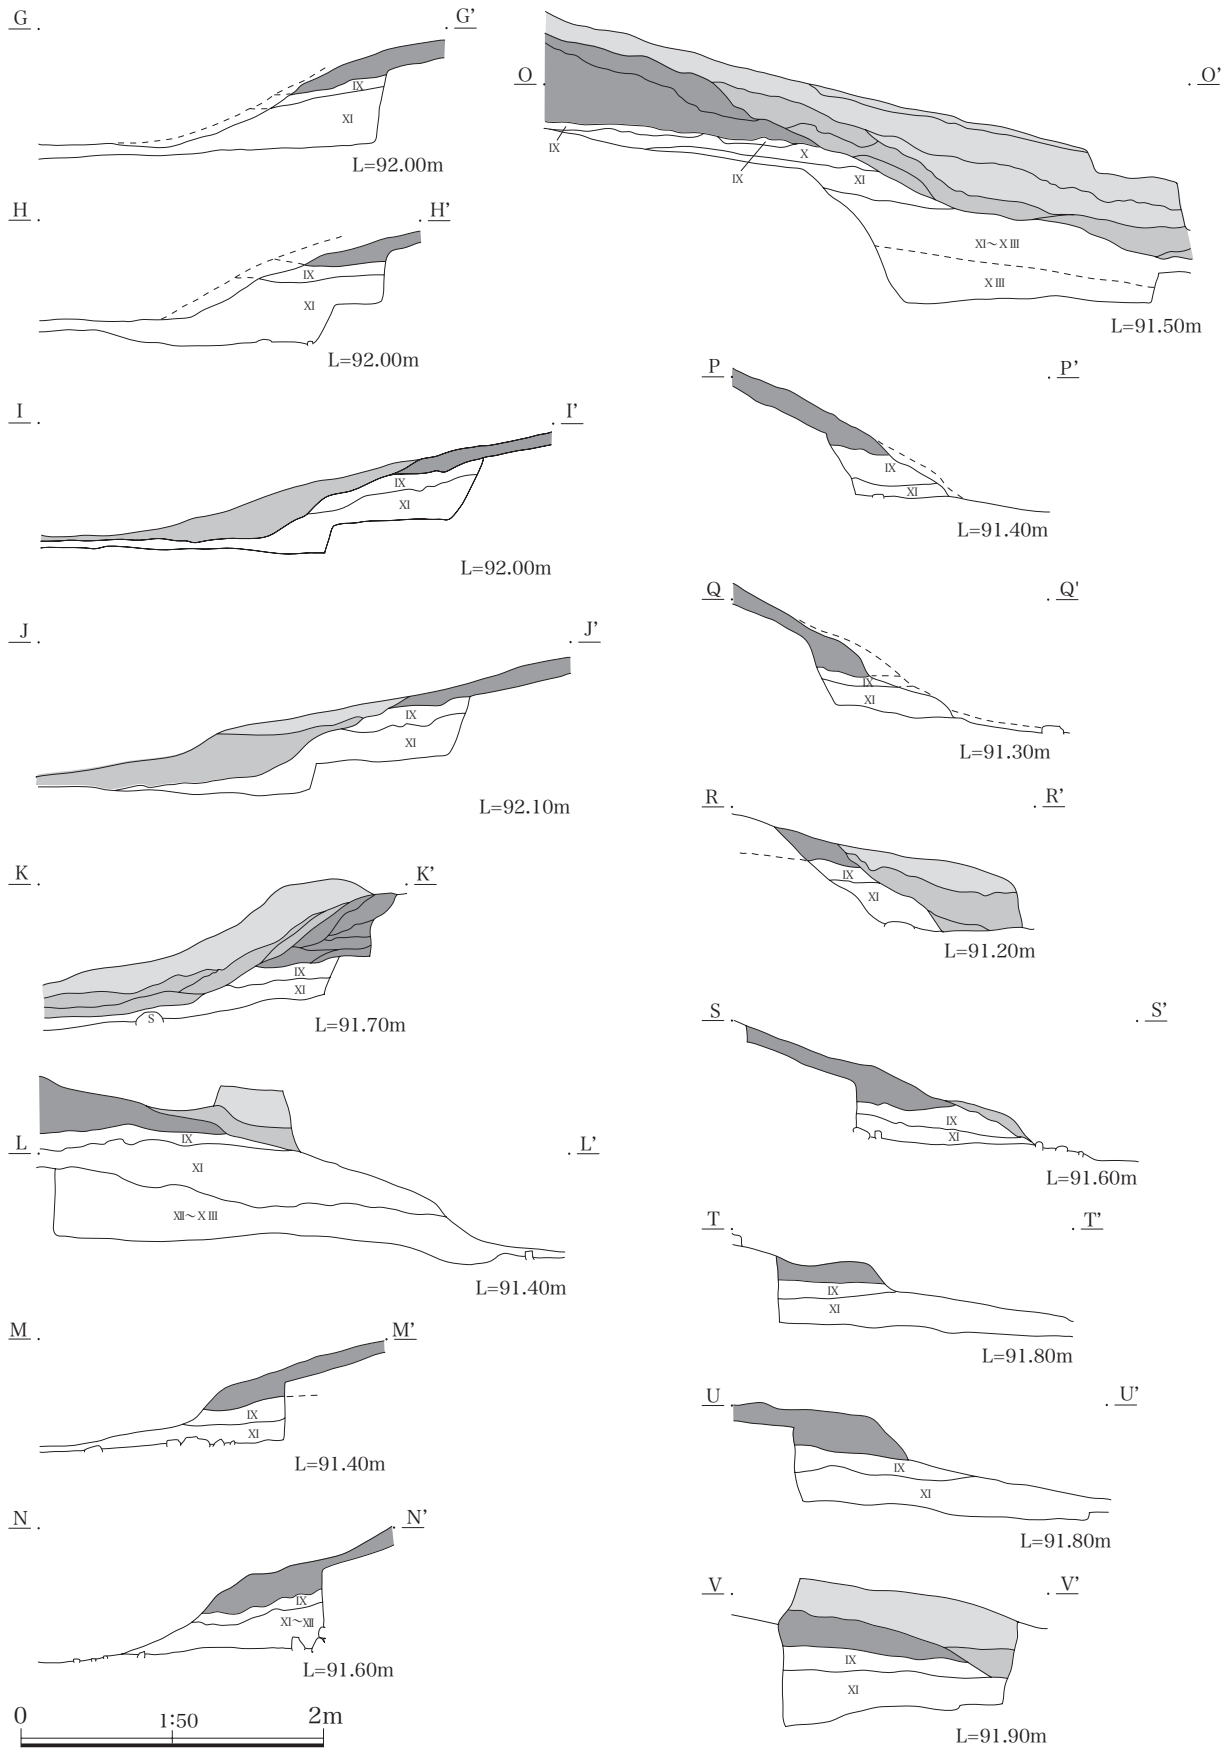 G G’
IX
XI
L=92.00m
H H’
IX
XI
L=92.00m
I I’
IX
XI
L=92.00m
J J’
IX
XI
L=92.10m
K K’
IX
XI
S
L=91.70m
L L’
IX
XI
XII～XIII
L=91.40m
M M’
IX
XI
L=91.40m
N N’
IX
XI～XII
L=91.60m
0 1:50 2m
O O’
IX
IX
X
XI
XI～XIII
XIII
L=91.50m
P P’
IX
XI
L=91.40m
Q Q'
IX
XI
L=91.30m
R R’
IX
XI
L=91.20m
S S’
IX
XI
L=91.60m
T T’
IX
XI
L=91.80m
U U’
IX
XI
L=91.80m
V V’
IX
XI
L=91.90m